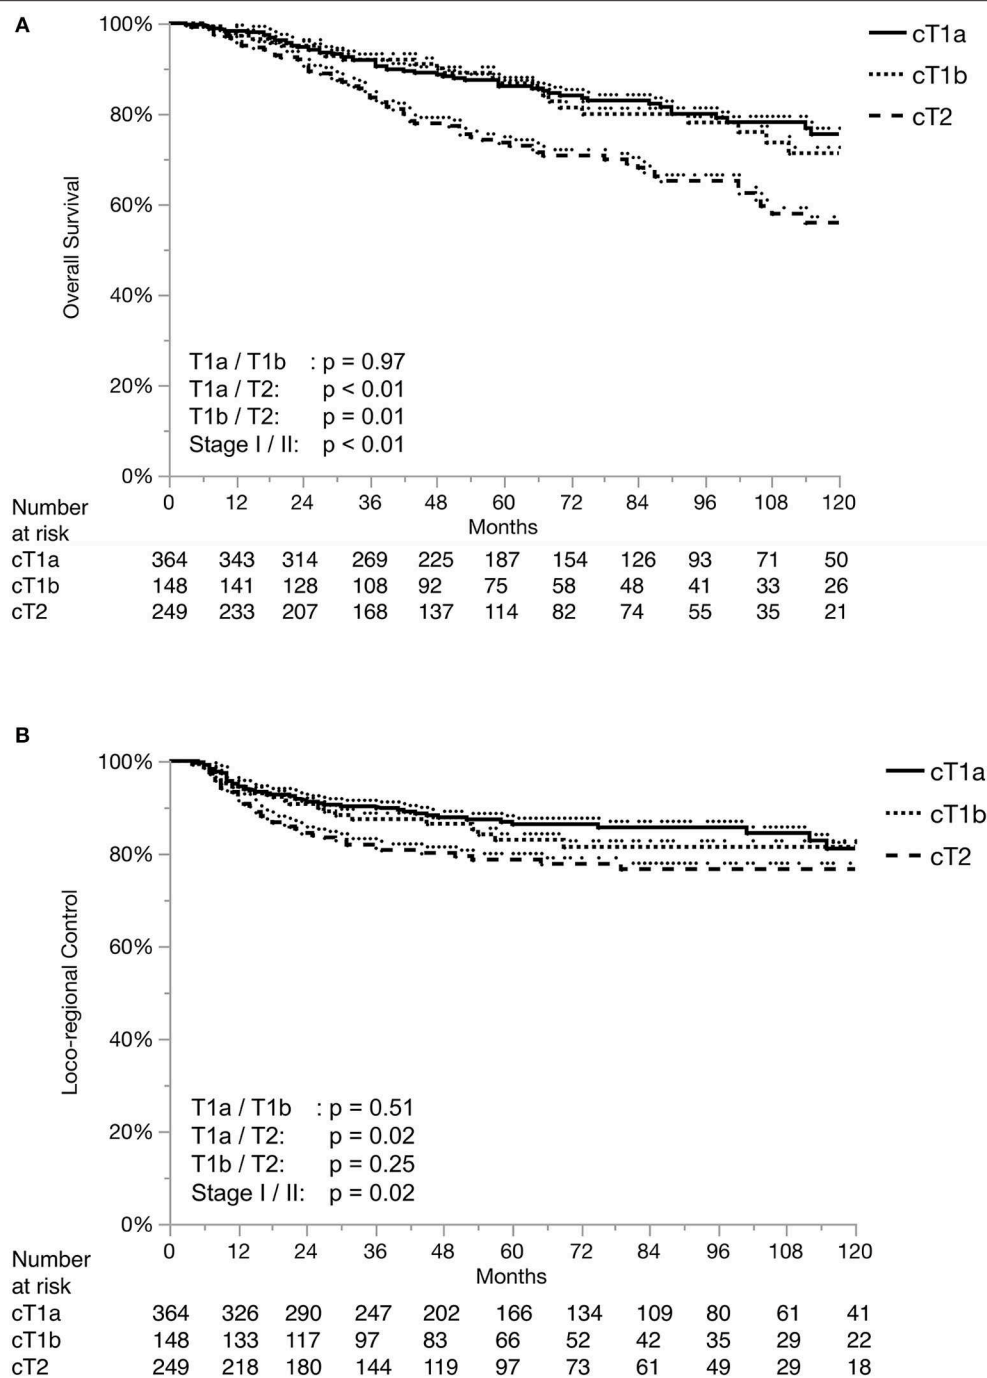 A
100%
80%
60%
40%
20%
0%
Overall Survival
cT1a
cT1b
cT2
T1a / T1b : p = 0.97
T1a / T2: p < 0.01
T1b / T2: p = 0.01
Stage I / II: p < 0.01
0 12 24 36 48 60 72 84 96 108 120
Months
Number
at risk
cT1a 364 343 314 269 225 187 154 126 93 71 50
cT1b 148 141 128 108 92 75 58 48 41 33 26
cT2 249 233 207 168 137 114 82 74 55 35 21
B
100%
80%
60%
40%
20%
0%
Loco-regional Control
cT1a
cT1b
cT2
T1a / T1b : p = 0.51
T1a / T2: p = 0.02
T1b / T2: p = 0.25
Stage I / II: p = 0.02
0 12 24 36 48 60 72 84 96 108 120
Months
Number
at risk
cT1a 364 326 290 247 202 166 134 109 80 61 41
cT1b 148 133 117 97 83 66 52 42 35 29 22
cT2 249 218 180 144 119 97 73 61 49 29 18